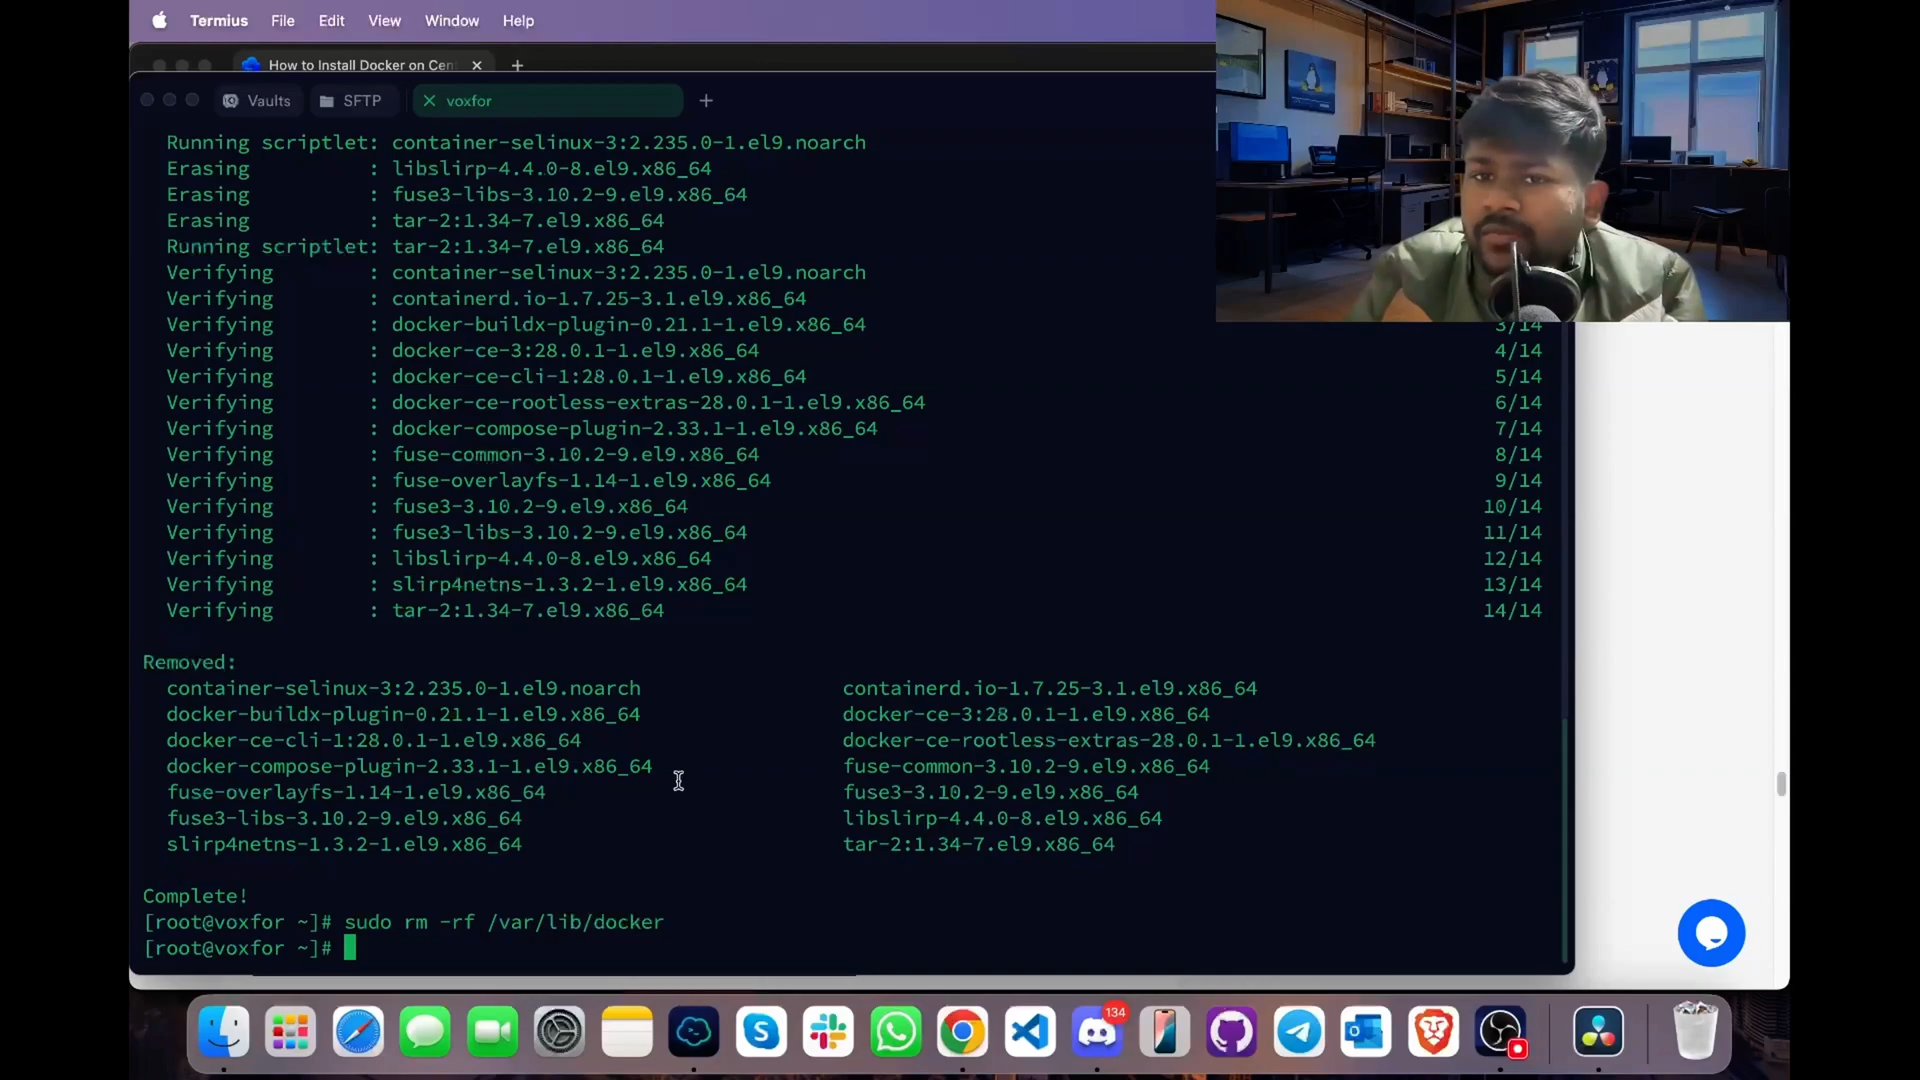 Termius File Edit View Window Help
How to Install Docker on Cen
Vaults SFTP voxfor
Running scriptlet: container-selinux-3:2.235.0-1.el9.noarch
Erasing : libslirp-4.4.0-8.el9.x86_64
Erasing : fuse3-libs-3.10.2-9.el9.x86_64
Erasing : tar-2:1.34-7.el9.x86_64
Running scriptlet: tar-2:1.34-7.el9.x86_64
Verifying : container-selinux-3:2.235.0-1.el9.noarch
Verifying : containerd.io-1.7.25-3.1.el9.x86_64
Verifying : docker-buildx-plugin-0.21.1-1.el9.x86_64 3/14
Verifying : docker-ce-3:28.0.1-1.el9.x86_64 4/14
Verifying : docker-ce-cli-1:28.0.1-1.el9.x86_64 5/14
Verifying : docker-ce-rootless-extras-28.0.1-1.el9.x86_64 6/14
Verifying : docker-compose-plugin-2.33.1-1.el9.x86_64 7/14
Verifying : fuse-common-3.10.2-9.el9.x86_64 8/14
Verifying : fuse-overlayfs-1.14-1.el9.x86_64 9/14
Verifying : fuse3-3.10.2-9.el9.x86_64 10/14
Verifying : fuse3-libs-3.10.2-9.el9.x86_64 11/14
Verifying : libslirp-4.4.0-8.el9.x86_64 12/14
Verifying : slirp4netns-1.3.2-1.el9.x86_64 13/14
Verifying : tar-2:1.34-7.el9.x86_64 14/14
Removed:
container-selinux-3:2.235.0-1.el9.noarch containerd.io-1.7.25-3.1.el9.x86_64
docker-buildx-plugin-0.21.1-1.el9.x86_64 docker-ce-3:28.0.1-1.el9.x86_64
docker-ce-cli-1:28.0.1-1.el9.x86_64 docker-ce-rootless-extras-28.0.1-1.el9.x86_64
docker-compose-plugin-2.33.1-1.el9.x86_64 fuse-common-3.10.2-9.el9.x86_64
fuse-overlayfs-1.14-1.el9.x86_64 fuse3-3.10.2-9.el9.x86_64
fuse3-libs-3.10.2-9.el9.x86_64 libslirp-4.4.0-8.el9.x86_64
slirp4netns-1.3.2-1.el9.x86_64 tar-2:1.34-7.el9.x86_64
Complete!
[root@voxfor ~]# sudo rm -rf /var/lib/docker
[root@voxfor ~]#
134